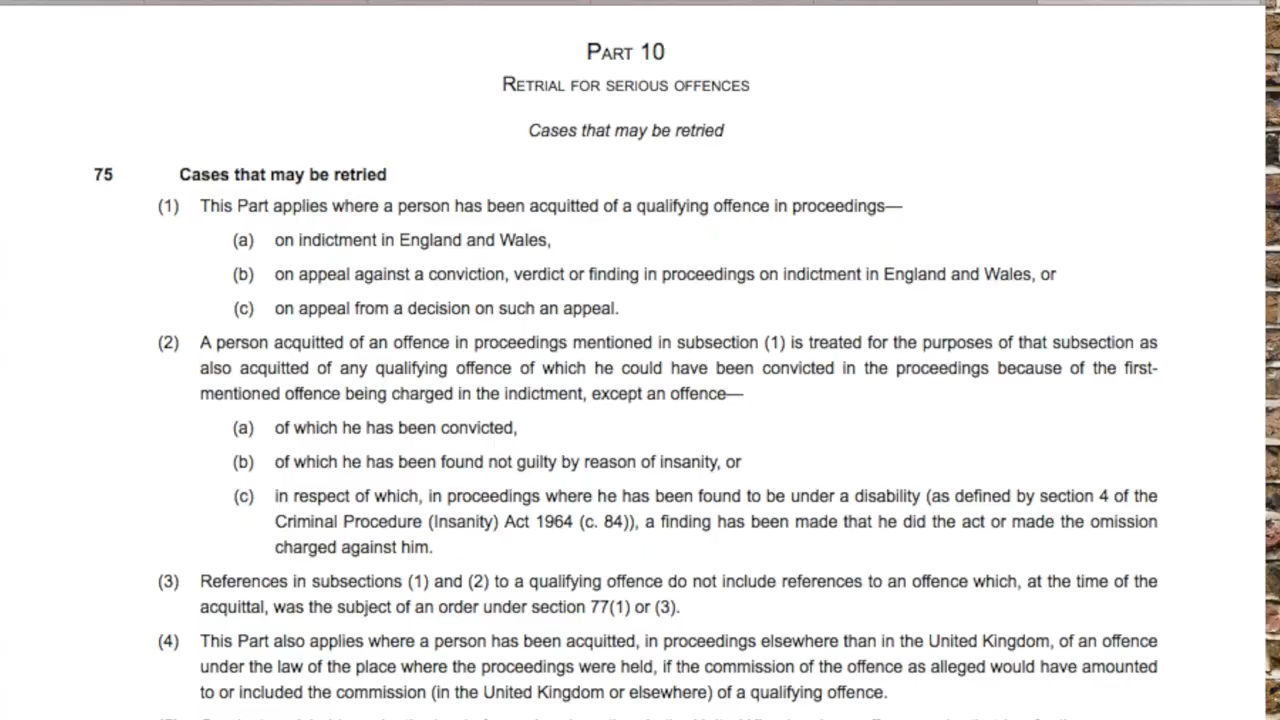 PART 10
RETRIAL FOR SERIOUS OFFENCES
Cases that may be retried
75 Cases that may be retried
(1) This Part applies where a person has been acquitted of a qualifying offence in proceedings—
(a) on indictment in England and Wales,
(b) on appeal against a conviction, verdict or finding in proceedings on indictment in England and Wales, or
(c) on appeal from a decision on such an appeal.
(2) A person acquitted of an offence in proceedings mentioned in subsection (1) is treated for the purposes of that subsection as
also acquitted of any qualifying offence of which he could have been convicted in the proceedings because of the first-
mentioned offence being charged in the indictment, except an offence—
(a) of which he has been convicted,
(b) of which he has been found not guilty by reason of insanity, or
(c) in respect of which, in proceedings where he has been found to be under a disability (as defined by section 4 of the
Criminal Procedure (Insanity) Act 1964 (c. 84)), a finding has been made that he did the act or made the omission
charged against him.
(3) References in subsections (1) and (2) to a qualifying offence do not include references to an offence which, at the time of the
acquittal, was the subject of an order under section 77(1) or (3).
(4) This Part also applies where a person has been acquitted, in proceedings elsewhere than in the United Kingdom, of an offence
under the law of the place where the proceedings were held, if the commission of the offence as alleged would have amounted
to or included the commission (in the United Kingdom or elsewhere) of a qualifying offence.